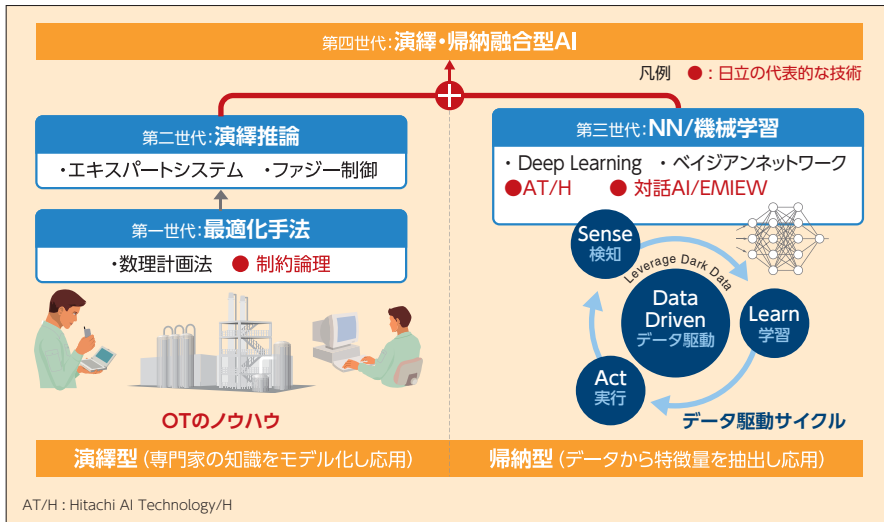 第四世代：演繹・帰納融合型AI
凡例 ●：日立の代表的な技術
第二世代：演繹推論
・エキスパートシステム ・ファジー制御
第一世代：最適化手法
・数理計画法 ● 制約論理
OTのノウハウ
演繹型（専門家の知識をモデル化し応用）
第三世代：NN/機械学習
・Deep Learning ・ベイジアンネットワーク
●AT/H ● 対話AI/EMIEW
Sense
検知
Leverage Dark Data
Data
Driven
データ駆動
Learn
学習
Act
実行
データ駆動サイクル
帰納型（データから特徴量を抽出し応用）
AT/H : Hitachi AI Technology/H